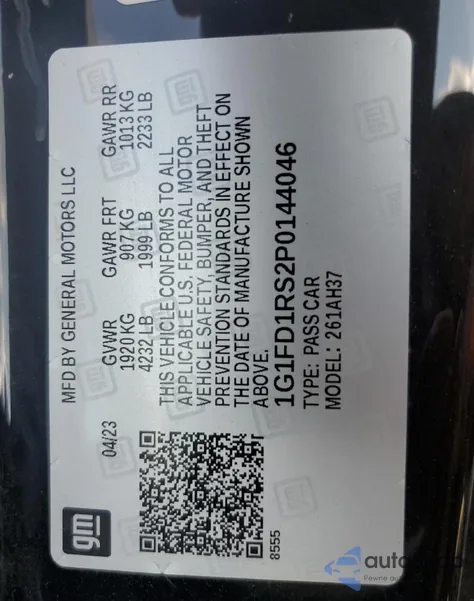 gm
MFD BY GENERAL MOTORS LLC
04/23
GVWR GAWR FRT GAWR RR
1920 KG 907 KG 1013 KG
4232 LB 1999 LB 2233 LB
THIS VEHICLE CONFORMS TO ALL
APPLICABLE U.S. FEDERAL MOTOR
VEHICLE SAFETY, BUMPER, AND THEFT
PREVENTION STANDARDS IN EFFECT ON
THE DATE OF MANUFACTURE SHOWN
ABOVE.
1G1FD1RS2P0144046
TYPE: PASS CAR
MODEL: 261AH37
8555